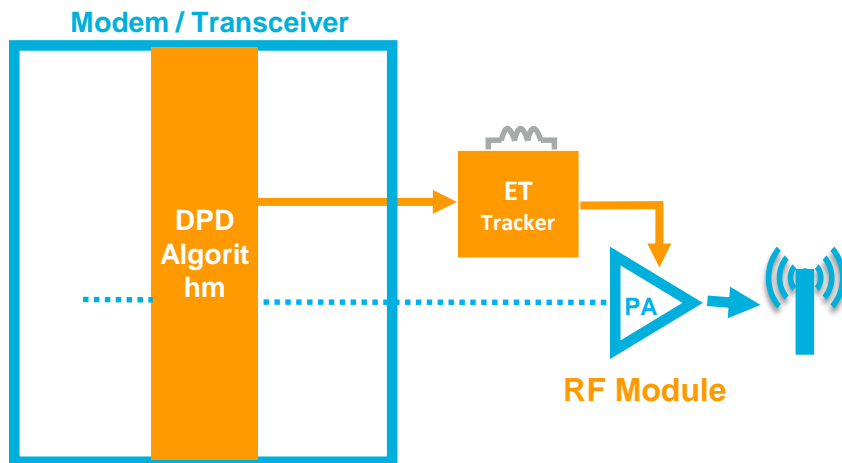 Modem / Transceiver
DPD
Algorit
hm
ET
Tracker
PA
RF Module